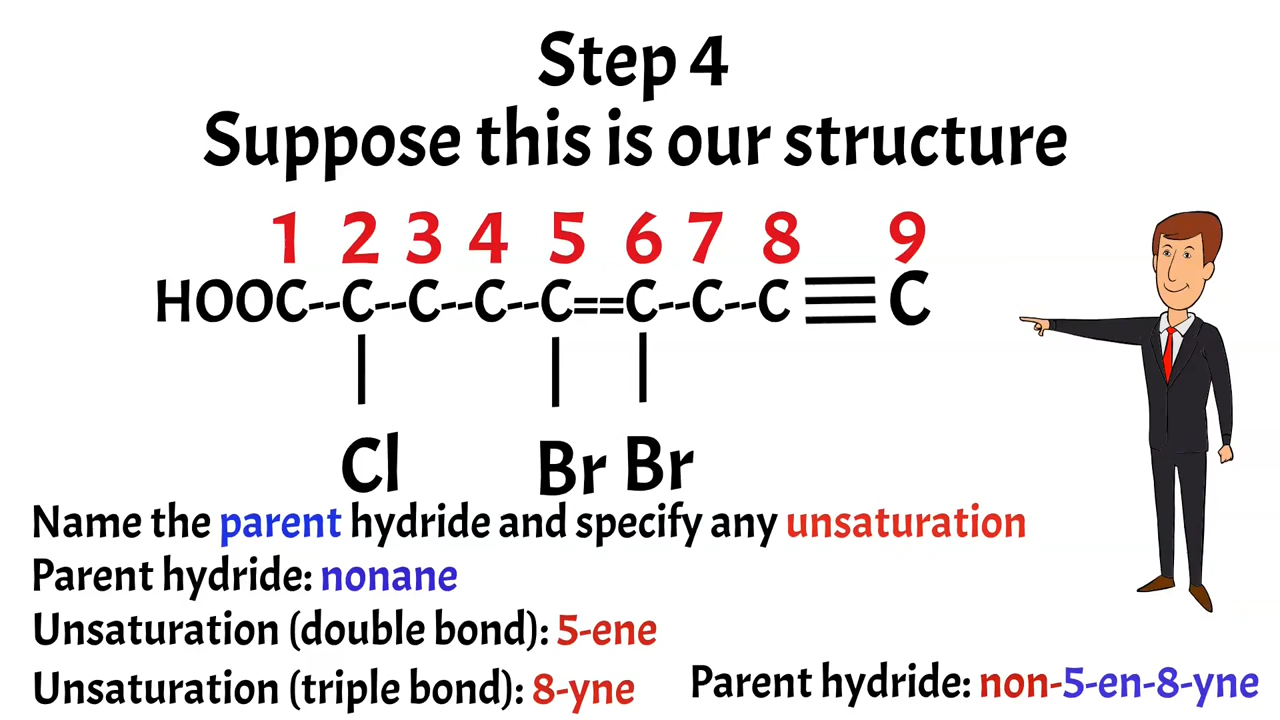 Step 4
Suppose this is our structure
1 2 3 4 5 6 7 8 9
HOOC--C--C--C--C==C--C--C≡C
| | |
Cl Br Br
Name the parent hydride and specify any unsaturation
Parent hydride: nonane
Unsaturation (double bond): 5-ene
Unsaturation (triple bond): 8-yne
Parent hydride: non-5-en-8-yne